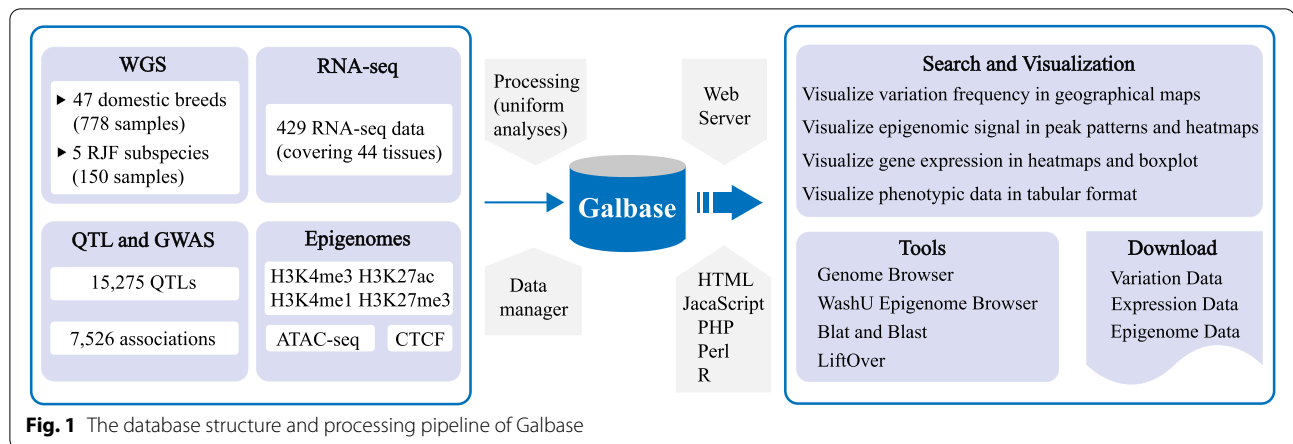 WGS
▶ 47 domestic breeds
(778 samples)
▶ 5 RJF subspecies
(150 samples)
RNA-seq
429 RNA-seq data
(covering 44 tissues)
QTL and GWAS
15,275 QTLs
7,526 associations
Epigenomes
H3K4me3 H3K27ac
H3K4me1 H3K27me3
ATAC-seq
CTCF
Processing
(uniform
analyses)
Data
manager
Galbase
Web
Server
HTML
JacaScript
PHP
Perl
R
Search and Visualization
Visualize variation frequency in geographical maps
Visualize epigenomic signal in peak patterns and heatmaps
Visualize gene expression in heatmaps and boxplot
Visualize phenotypic data in tabular format
Tools
Genome Browser
WashU Epigenome Browser
Blat and Blast
LiftOver
Download
Variation Data
Expression Data
Epigenome Data
Fig. 1 The database structure and processing pipeline of Galbase